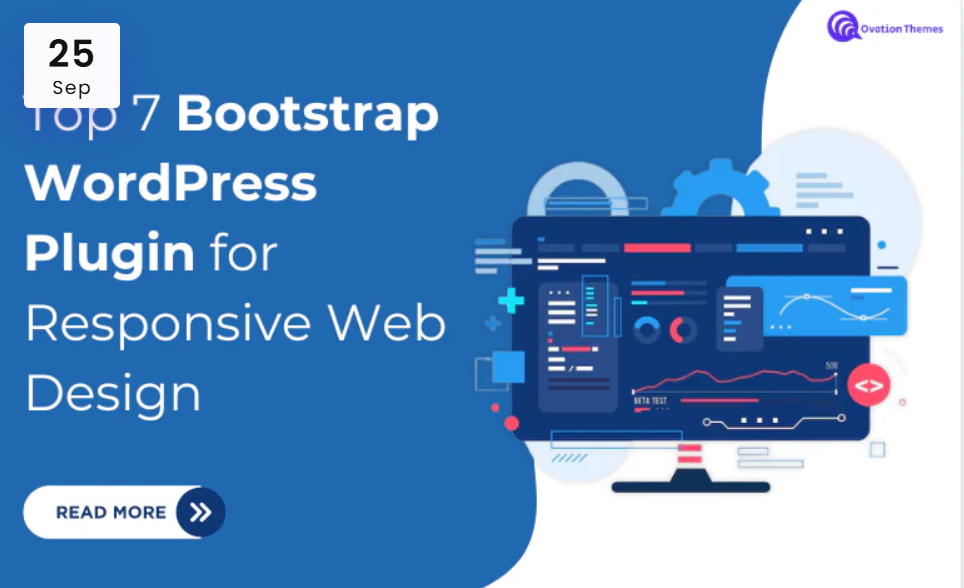 25
Sep
Ovation Themes
Top 7 Bootstrap
WordPress
Plugin for
Responsive Web
Design
500
BETA TEST
READ MORE